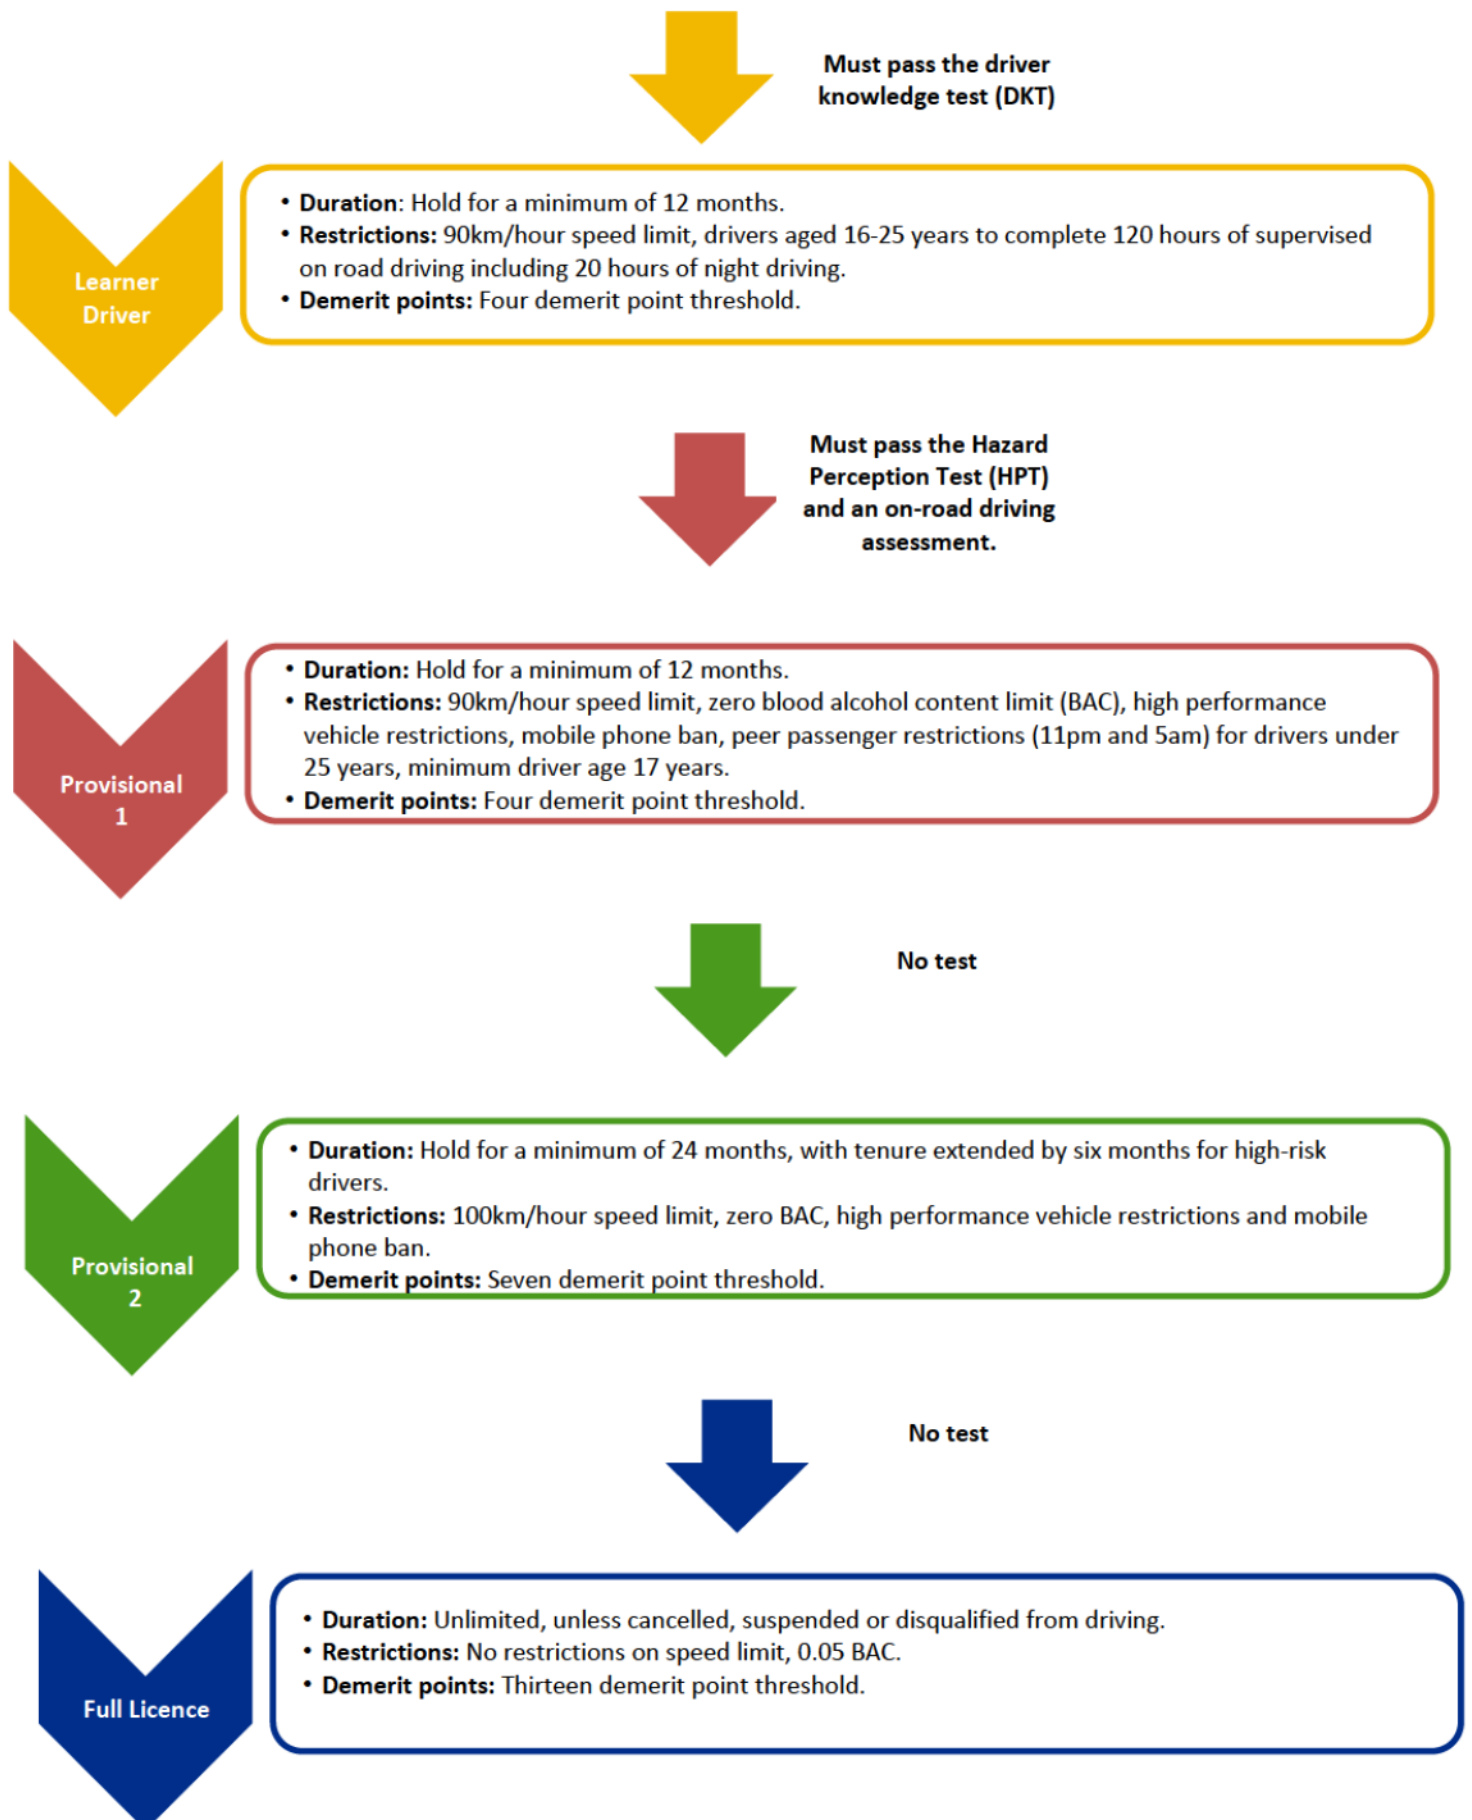 Must pass the driver
knowledge test (DKT)
Learner
Driver
• Duration: Hold for a minimum of 12 months.
• Restrictions: 90km/hour speed limit, drivers aged 16-25 years to complete 120 hours of supervised
on road driving including 20 hours of night driving.
• Demerit points: Four demerit point threshold.
Must pass the Hazard
Perception Test (HPT)
and an on-road driving
assessment.
Provisional
1
• Duration: Hold for a minimum of 12 months.
• Restrictions: 90km/hour speed limit, zero blood alcohol content limit (BAC), high performance
vehicle restrictions, mobile phone ban, peer passenger restrictions (11pm and 5am) for drivers under
25 years, minimum driver age 17 years.
• Demerit points: Four demerit point threshold.
No test
Provisional
2
• Duration: Hold for a minimum of 24 months, with tenure extended by six months for high-risk
drivers.
• Restrictions: 100km/hour speed limit, zero BAC, high performance vehicle restrictions and mobile
phone ban.
• Demerit points: Seven demerit point threshold.
No test
Full Licence
• Duration: Unlimited, unless cancelled, suspended or disqualified from driving.
• Restrictions: No restrictions on speed limit, 0.05 BAC.
• Demerit points: Thirteen demerit point threshold.